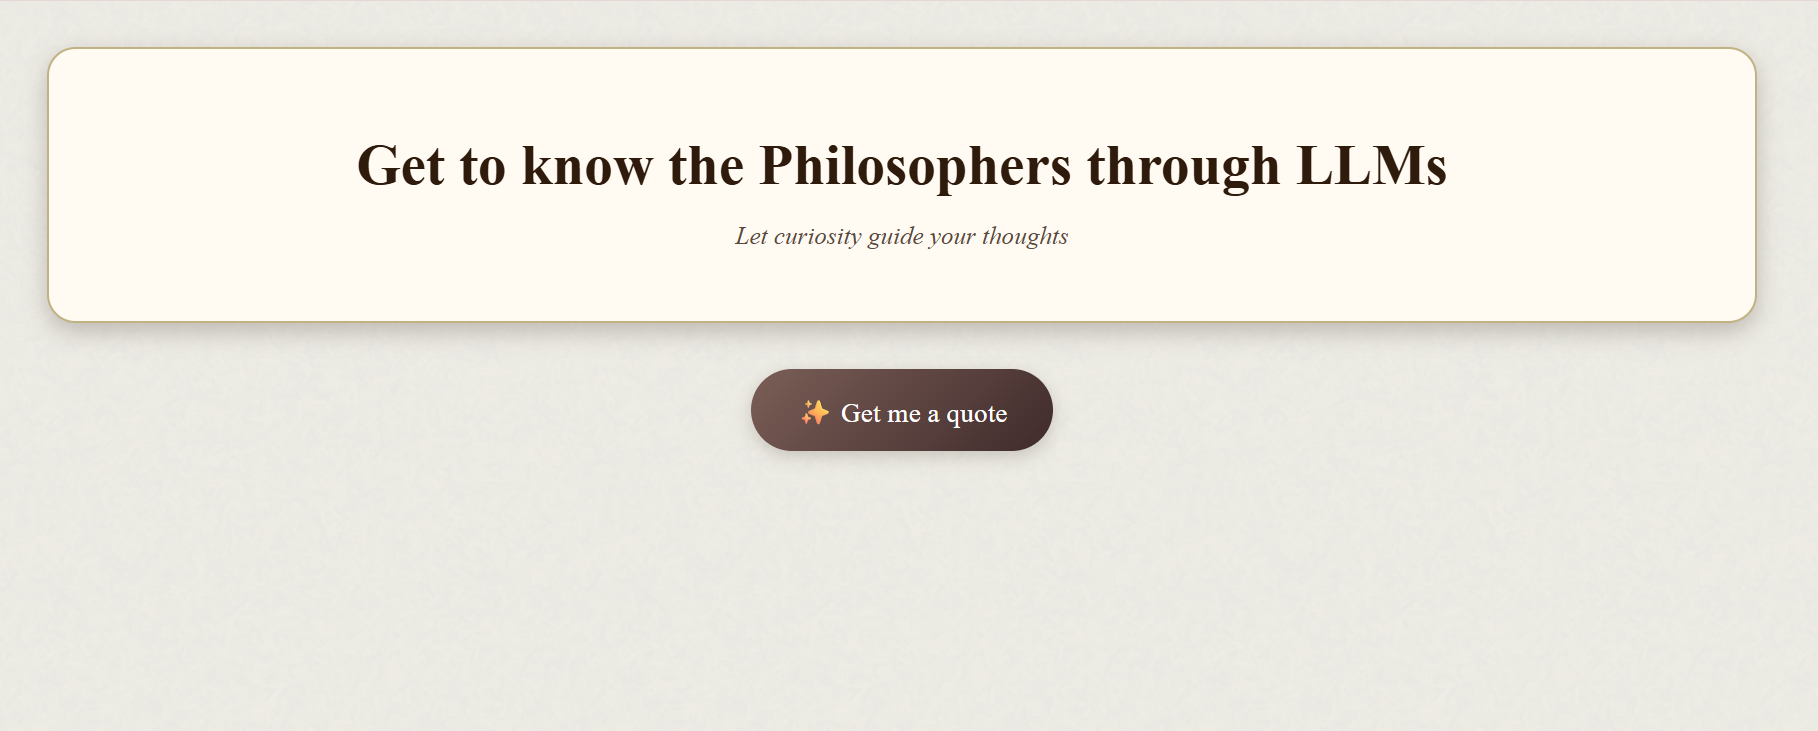 Get to know the Philosophers through LLMs
Let curiosity guide your thoughts
✨ Get me a quote